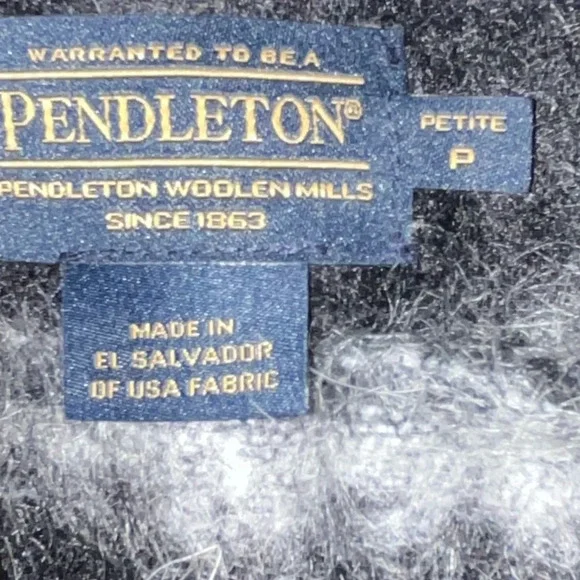 WARRANTED TO BE A
PENDLETON®
PENDLETON WOOLEN MILLS
SINCE 1863
PETITE
P
MADE IN
EL SALVADOR
OF USA FABRIC